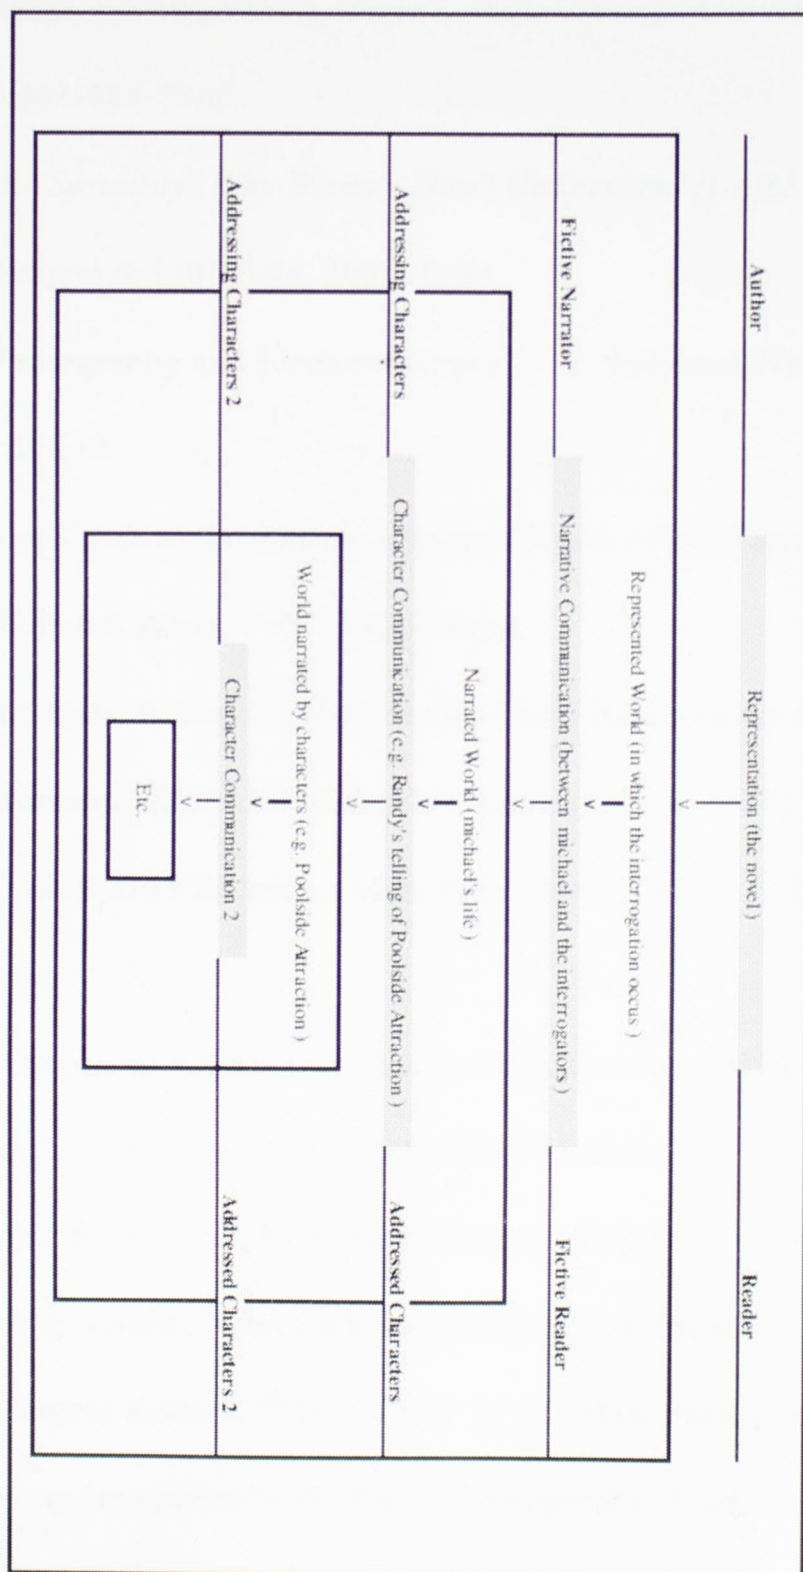 Author
Representation (the novel)
Reader
Represented World (in which the interrogation occus)
Fictive Narrator
Narrative Communication (between michael and the interrogators)
Fictive Reader
Narrated World (michael's life)
Addressing Characters
Character Communication (e.g. Randy's telling of Poolside Attraction)
Addressed Characters
World narrated by characters (e.g. Poolside Attraction)
Addressing Characters 2
Character Communication 2
Addressed Characters 2
Etc.